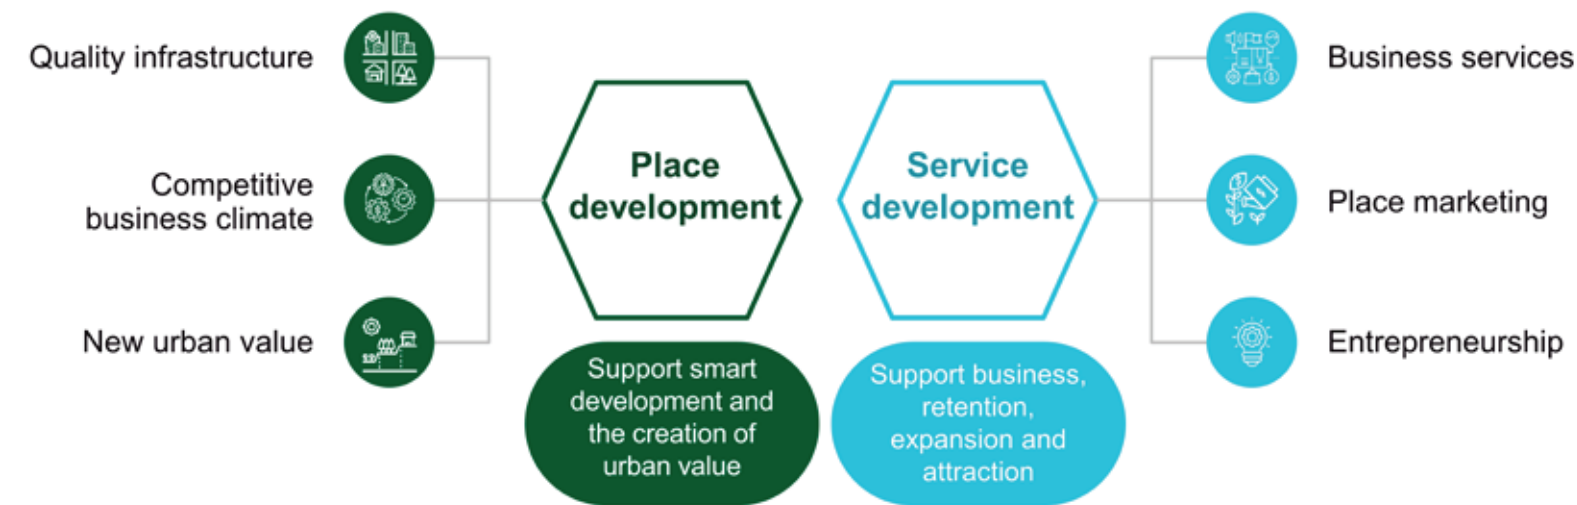 Quality infrastructure
Competitive
business climate
New urban value
Place
development
Support smart
development and
the creation of
urban value
Service
development
Support business,
retention,
expansion and
attraction
Business services
Place marketing
Entrepreneurship